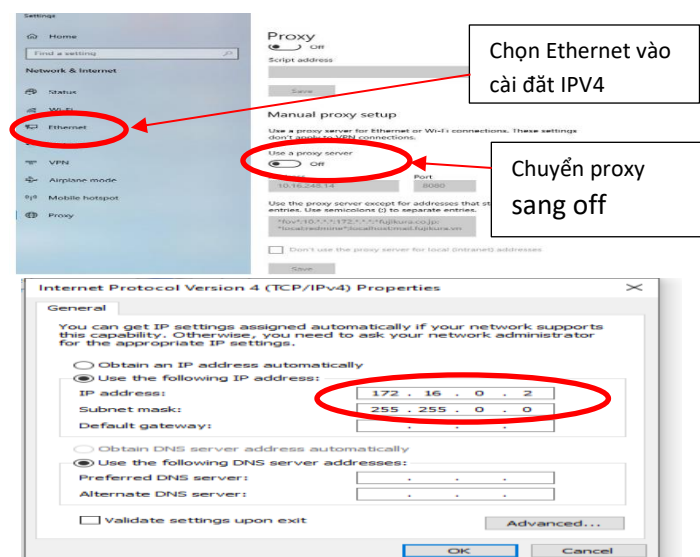 Settings
Home
Find a setting
Network & Internet
Status
Wi-Fi
Ethernet
VPN
Airplane mode
Mobile hotspot
Proxy
Proxy
Off
Script address
Save
Manual proxy setup
Use a proxy server for Ethernet or Wi-Fi connections. These settings
don't apply to VPN connections.
Use a proxy server
Off
Port
10.16.248.14
8080
Use the proxy server except for addresses that st
entries. Use semicolons (;) to separate entries.
Don't use the proxy server for local (intranet) addresses
Save
Chọn Ethernet vào
cài đăt IPV4
Chuyển proxy
sang off
Internet Protocol Version 4 (TCP/IPv4) Properties
General
You can get IP settings assigned automatically if your network supports
this capability. Otherwise, you need to ask your network administrator
for the appropriate IP settings.
Obtain an IP address automatically
Use the following IP address:
IP address: 172 . 16 . 0 . 2
Subnet mask: 255 . 255 . 0 . 0
Default gateway: . . .
Obtain DNS server address automatically
Use the following DNS server addresses:
Preferred DNS server: . . .
Alternate DNS server: . . .
Validate settings upon exit
Advanced...
OK
Cancel